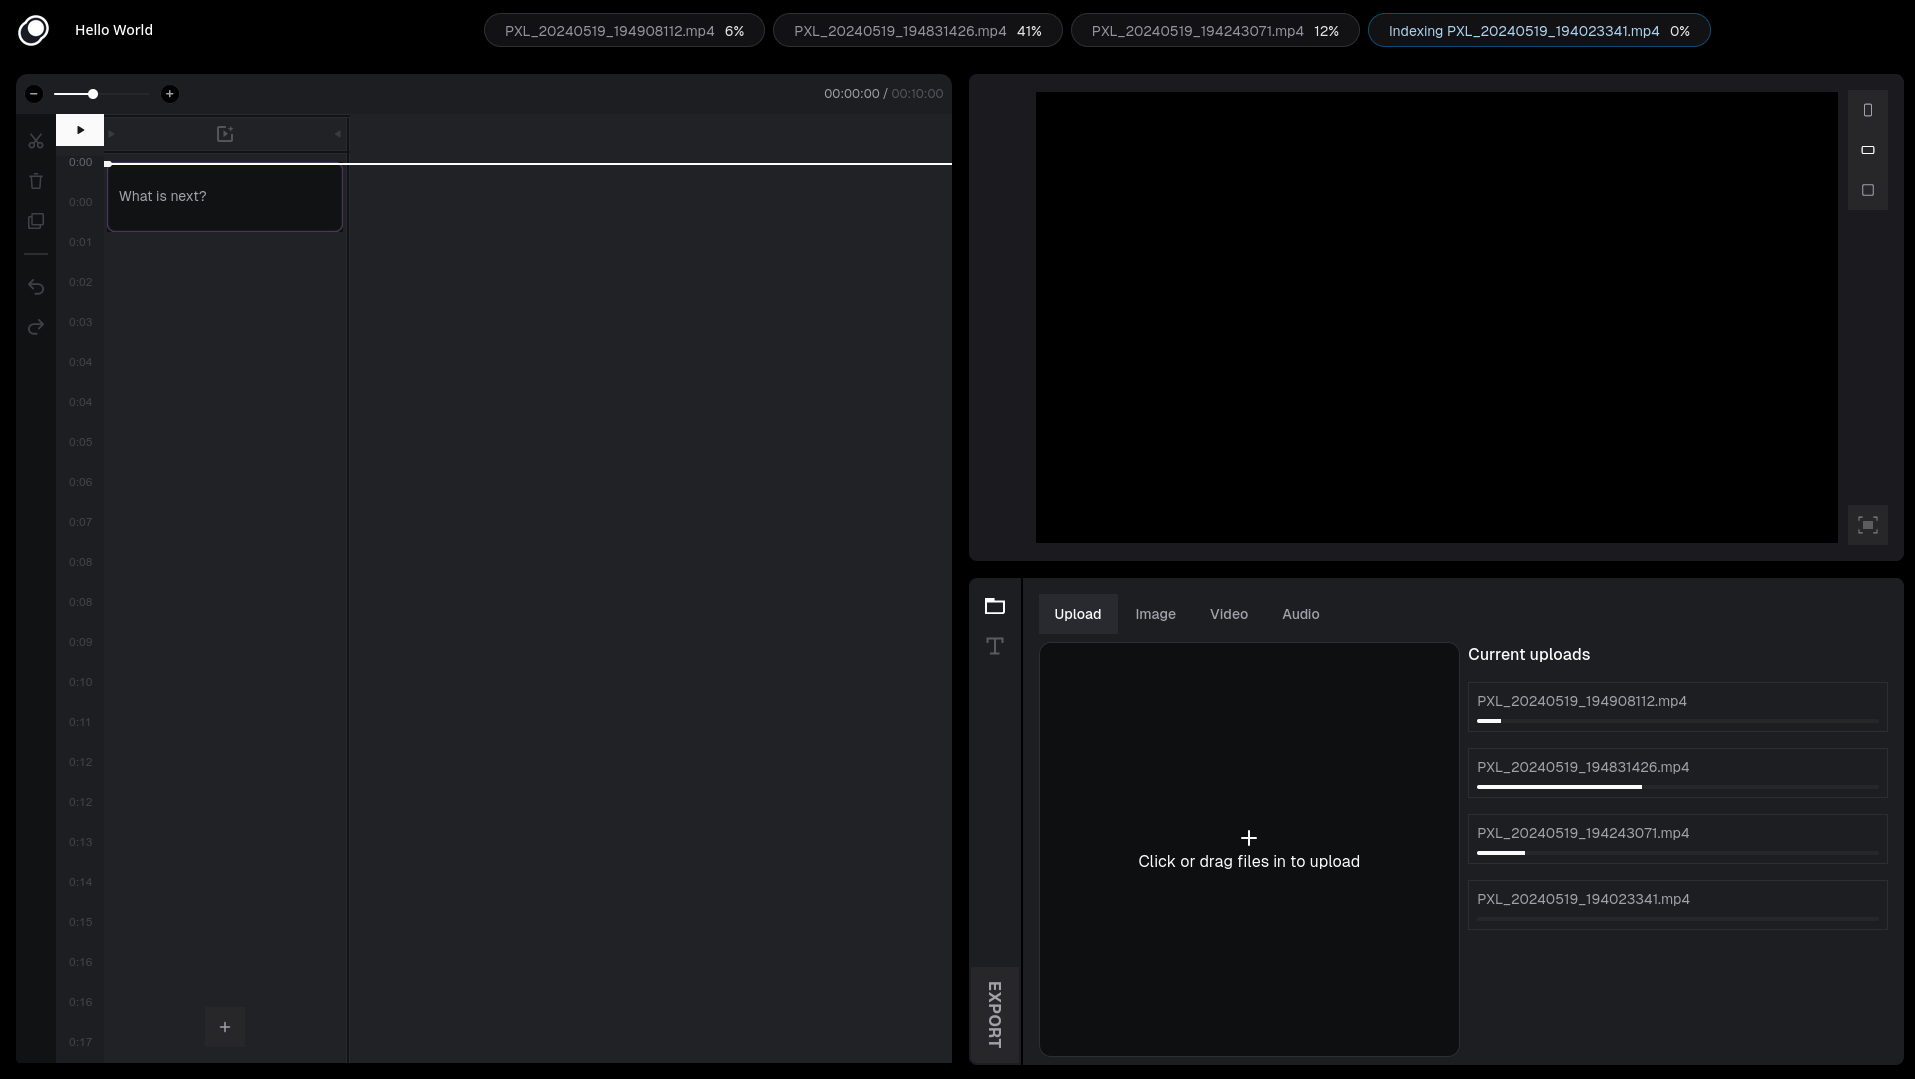 Hello World
PXL_20240519_194908112.mp4 6%
PXL_20240519_194831426.mp4 41%
PXL_20240519_194243071.mp4 12%
Indexing PXL_20240519_194023341.mp4 0%
00:00:00 / 00:10:00
0:00
What is next?
0:00
0:01
0:02
0:03
0:04
0:04
0:05
0:06
0:07
0:08
0:08
0:09
0:10
0:11
0:12
0:12
0:13
0:14
0:15
0:16
0:16
0:17
Upload Image Video Audio
Click or drag files in to upload
Current uploads
PXL_20240519_194908112.mp4
PXL_20240519_194831426.mp4
PXL_20240519_194243071.mp4
PXL_20240519_194023341.mp4
EXPORT